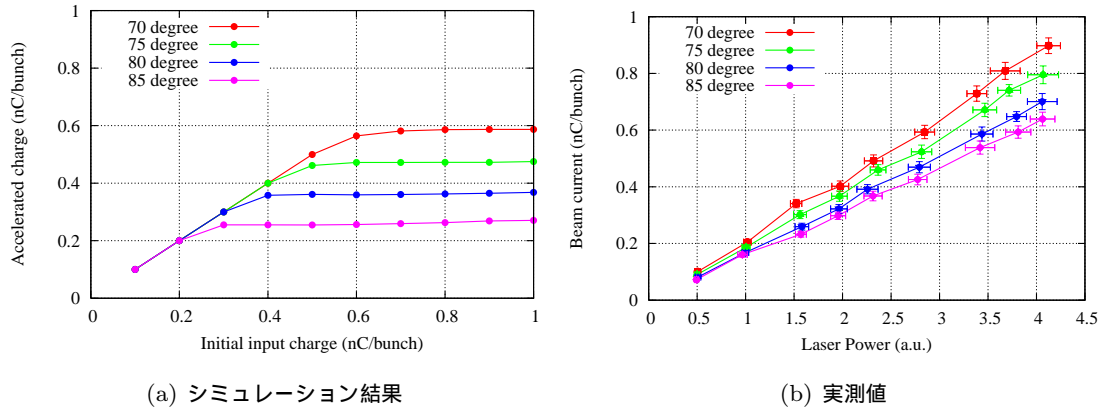 70 degree
75 degree
80 degree
85 degree
1
0.8
0.6
0.4
0.2
0
0
0.2
0.4
0.6
0.8
1
Accelerated charge (nC/bunch)
Initial input charge (nC/bunch)
(a) シミュレーション結果
70 degree
75 degree
80 degree
85 degree
1
0.8
0.6
0.4
0.2
0
0
0.5
1
1.5
2
2.5
3
3.5
4
4.5
Beam current (nC/bunch)
Laser Power (a.u.)
(b) 実測値